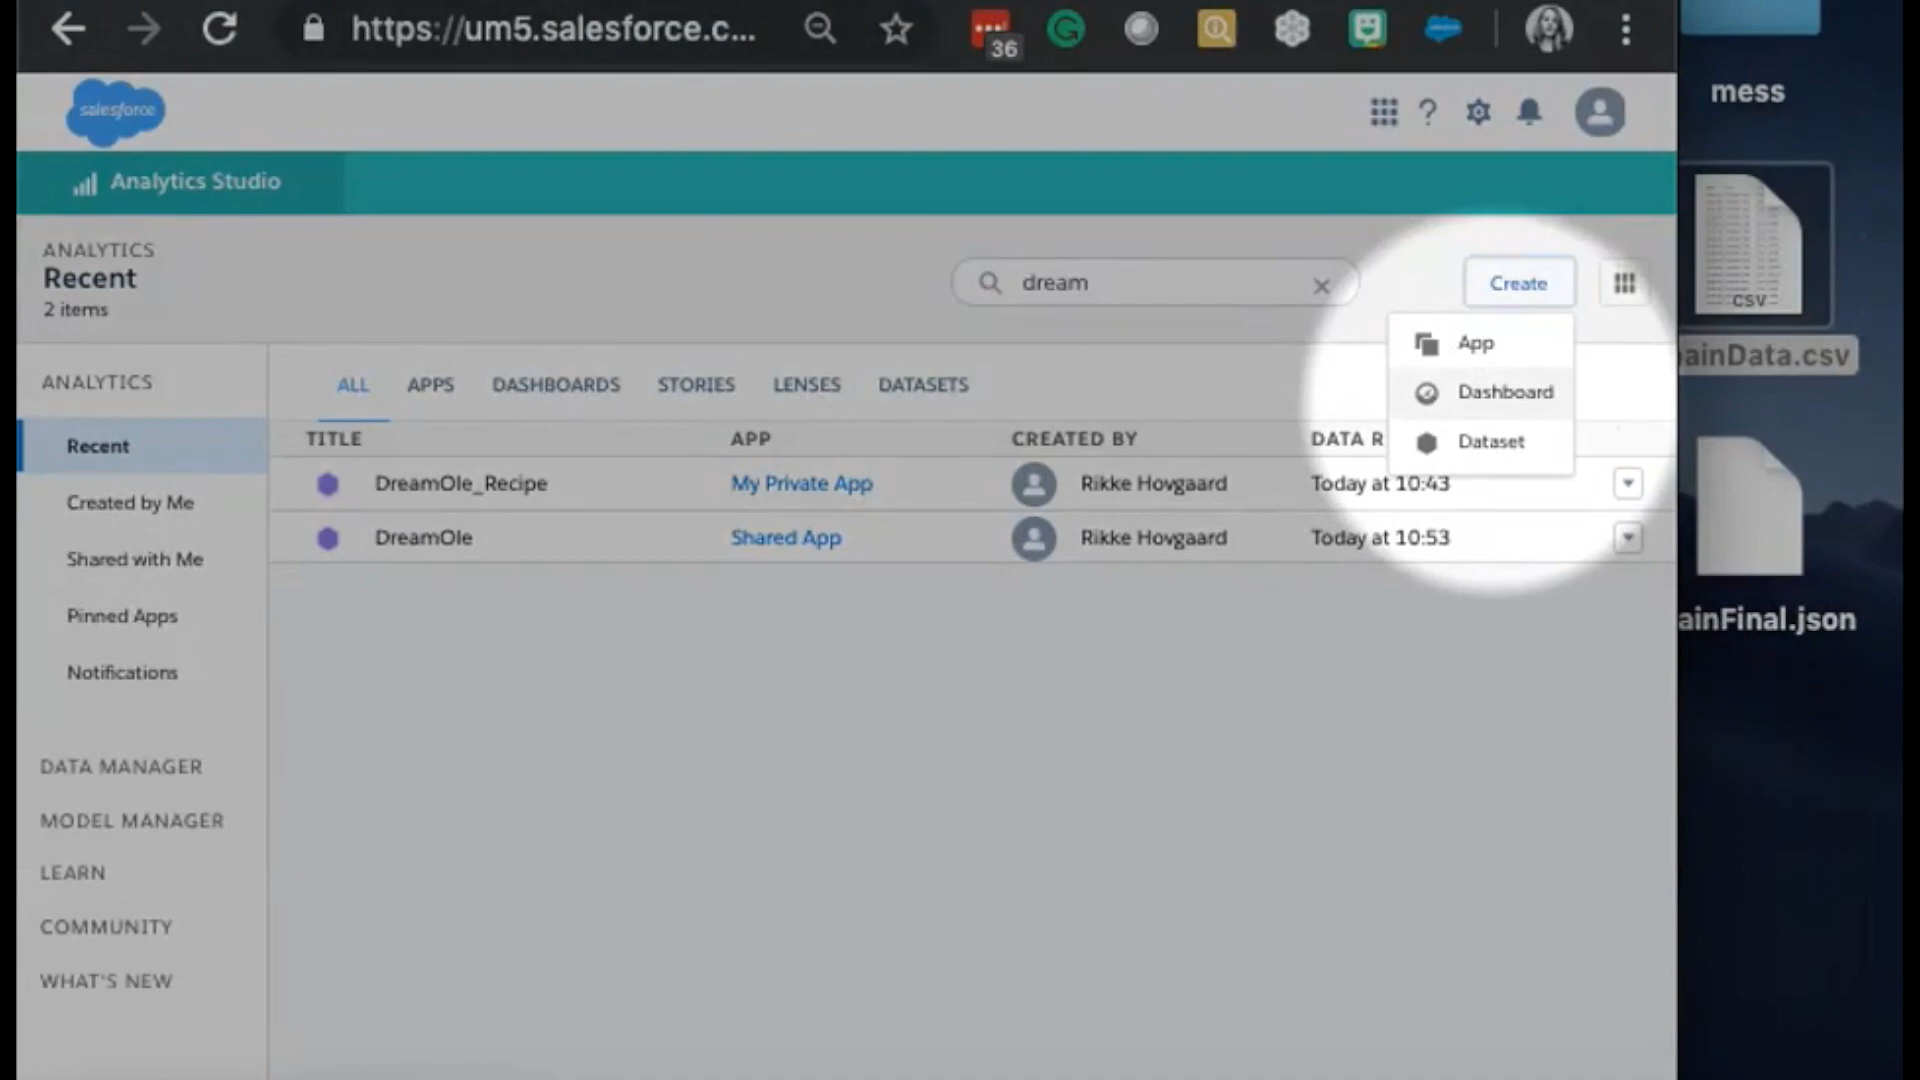 https://um5.salesforce.c...
36
mess
salesforce
Analytics Studio
ANALYTICS
Recent
2 items
dream
Create
CSV
ainData.csv
App
Dashboard
Dataset
ANALYTICS
ALL APPS DASHBOARDS STORIES LENSES DATASETS
TITLE APP CREATED BY DATA R
Recent
DreamOle_Recipe My Private App Rikke Hovgaard Today at 10:43
Created by Me
DreamOle Shared App Rikke Hovgaard Today at 10:53
Shared with Me
Pinned Apps
ainFinal.json
Notifications
DATA MANAGER
MODEL MANAGER
LEARN
COMMUNITY
WHAT'S NEW